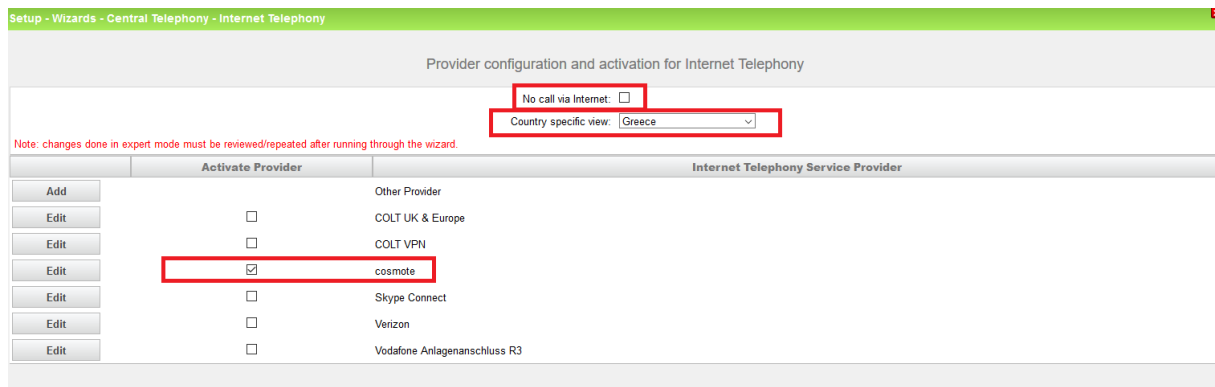 Setup - Wizards - Central Telephony - Internet Telephony
Provider configuration and activation for Internet Telephony
No call via Internet:
Country specific view: Greece
Note: changes done in expert mode must be reviewed/repeated after running through the wizard.
Activate Provider Internet Telephony Service Provider
Add Other Provider
Edit COLT UK & Europe
Edit COLT VPN
Edit cosmote
Edit Skype Connect
Edit Verizon
Edit Vodafone Anlagenanschluss R3